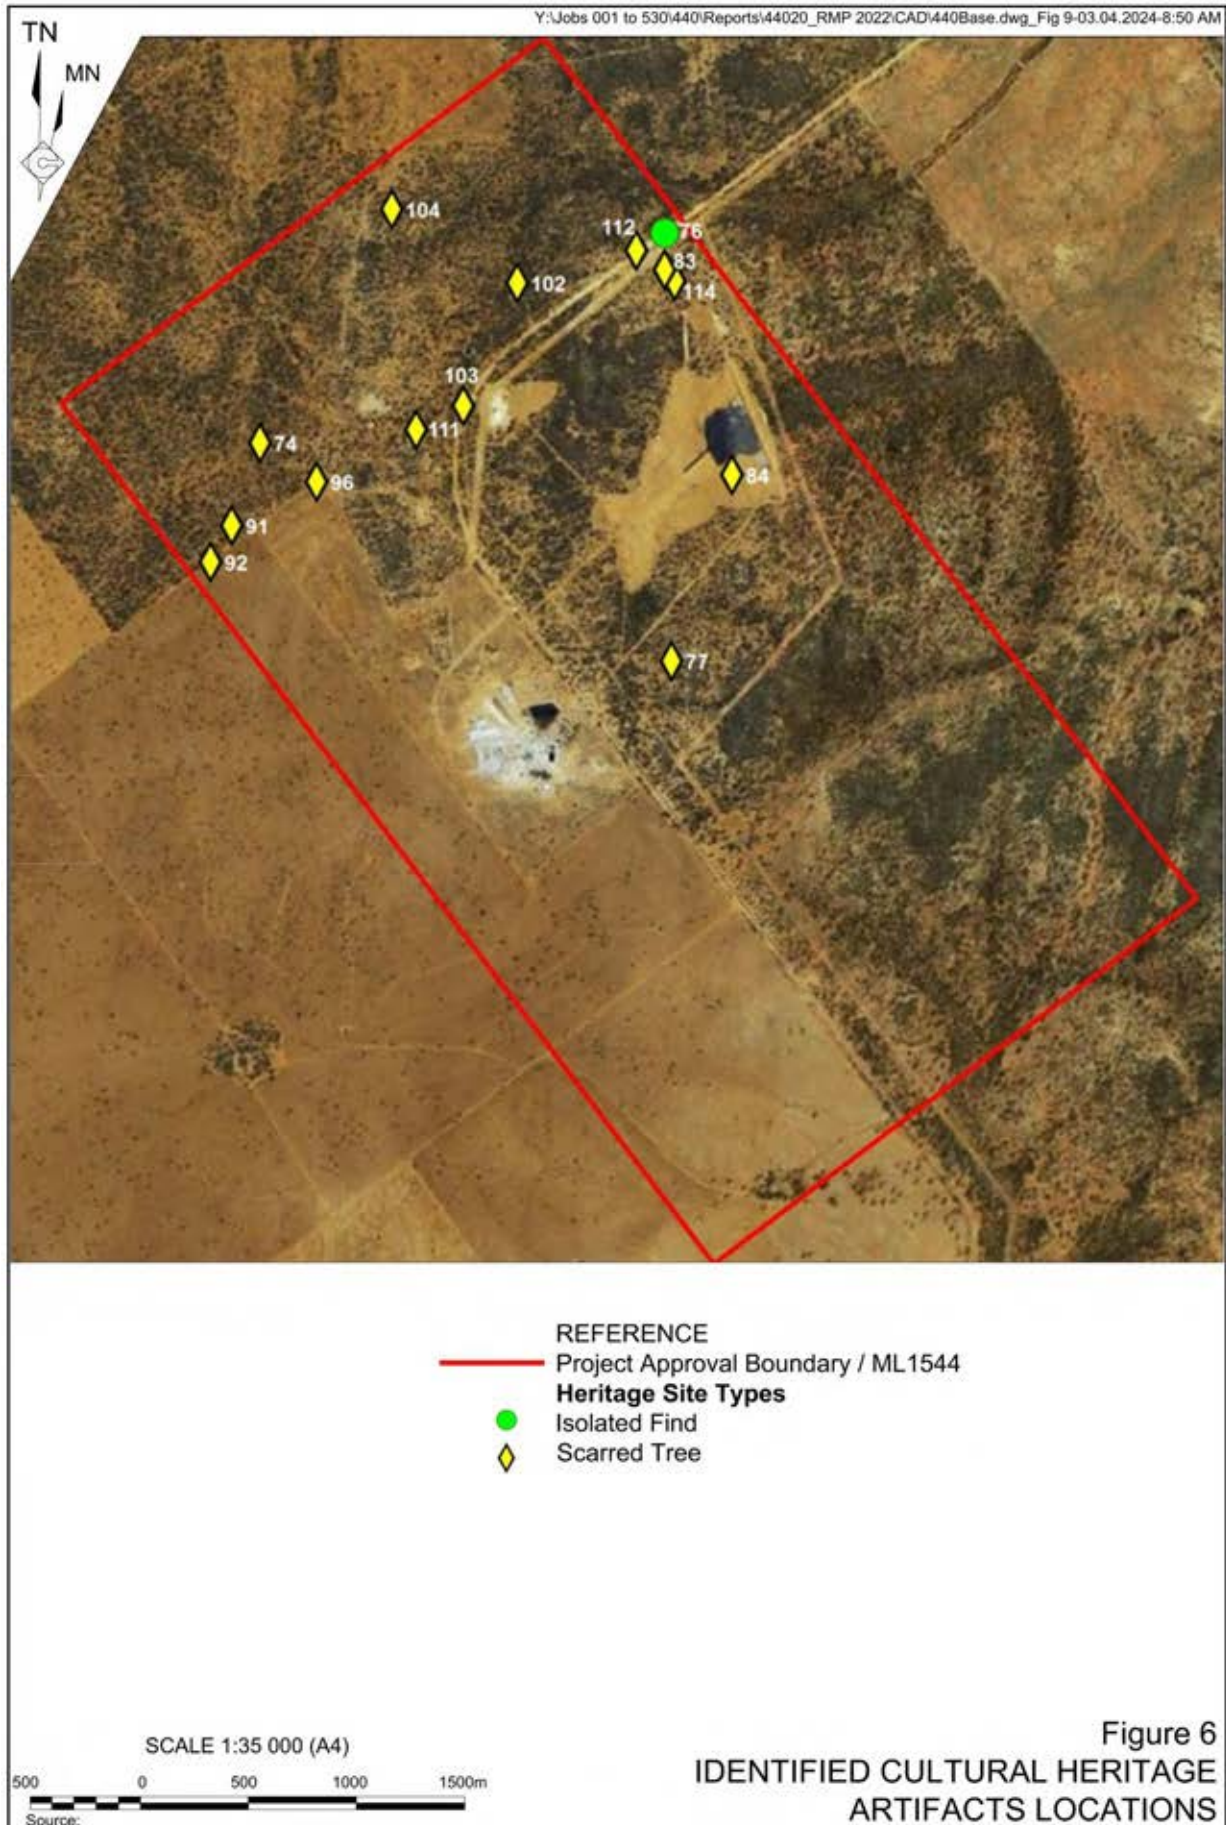 Y:\Jobs 001 to 530\440\Reports\44020_RMP 2022\CAD\440Base.dwg_Fig 9-03.04.2024-8:50 AM
TN
MN
104
112
76
83
102
114
103
111
74
84
96
91
92
77
REFERENCE
Project Approval Boundary / ML1544
Heritage Site Types
Isolated Find
Scarred Tree
SCALE 1:35 000 (A4)
500 0 500 1000 1500m
Source:
Figure 6
IDENTIFIED CULTURAL HERITAGE
ARTIFACTS LOCATIONS